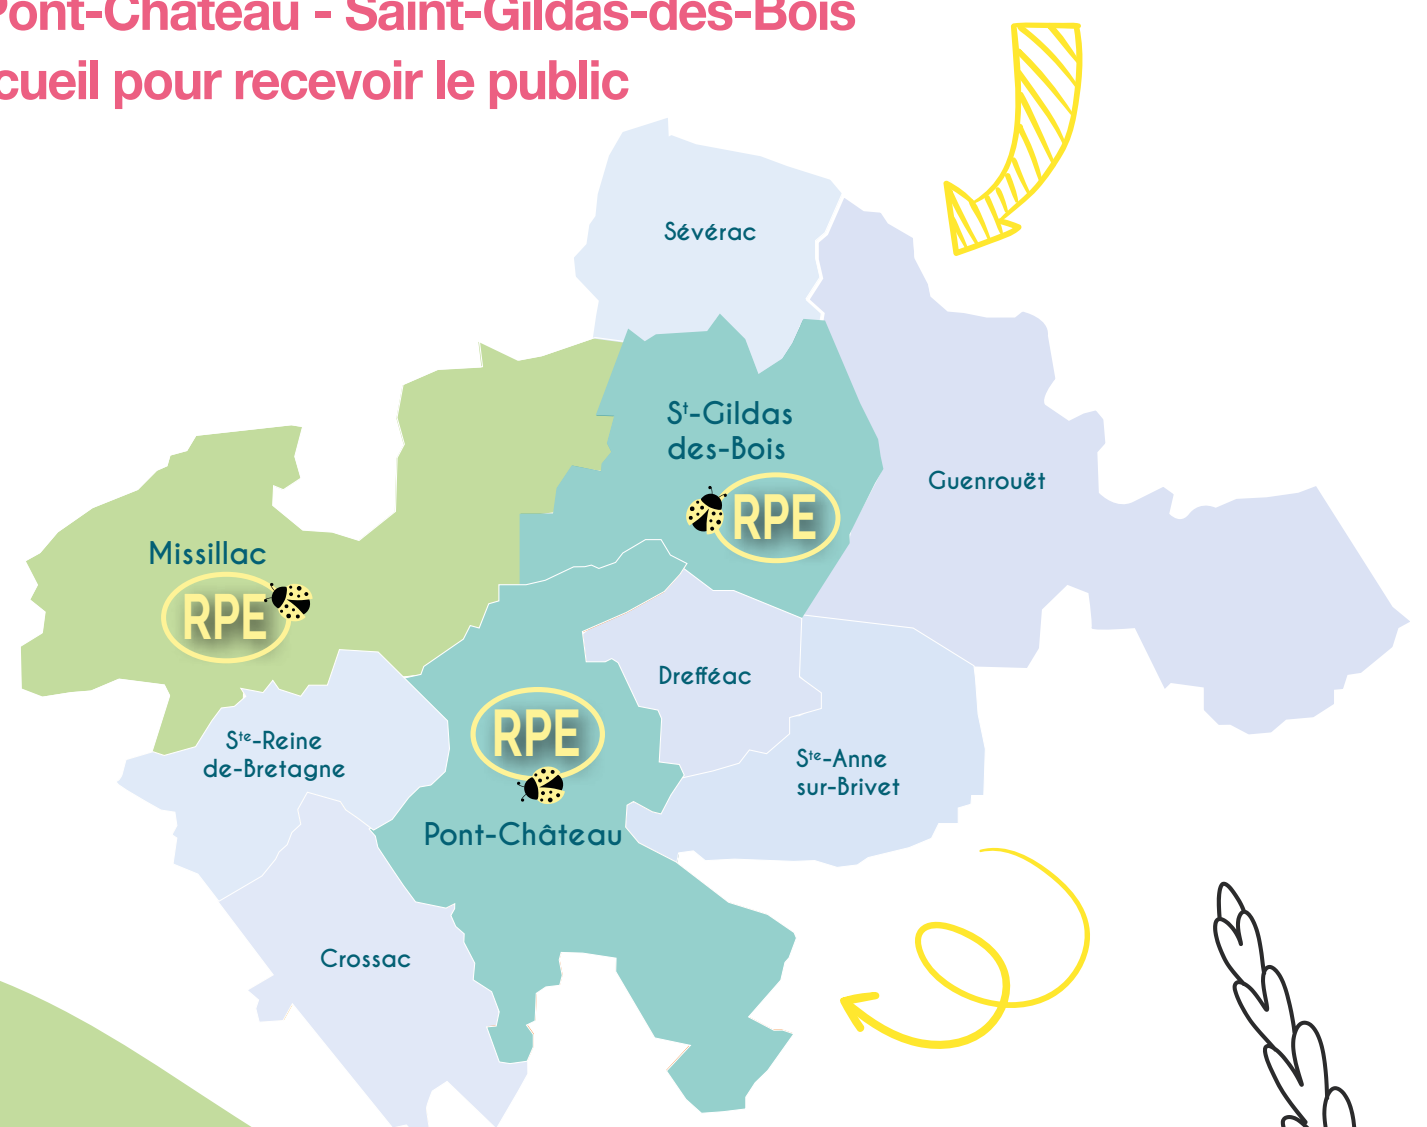 Pont-Château - Saint-Gildas-des-Bois
cueil pour recevoir le public
Sévérac
St-Gildas
des-Bois
RPE
Guenrouët
Missillac
RPE
Drefféac
RPE
Ste-Reine
de-Bretagne
Ste-Anne
sur-Brivet
Pont-Château
Crossac